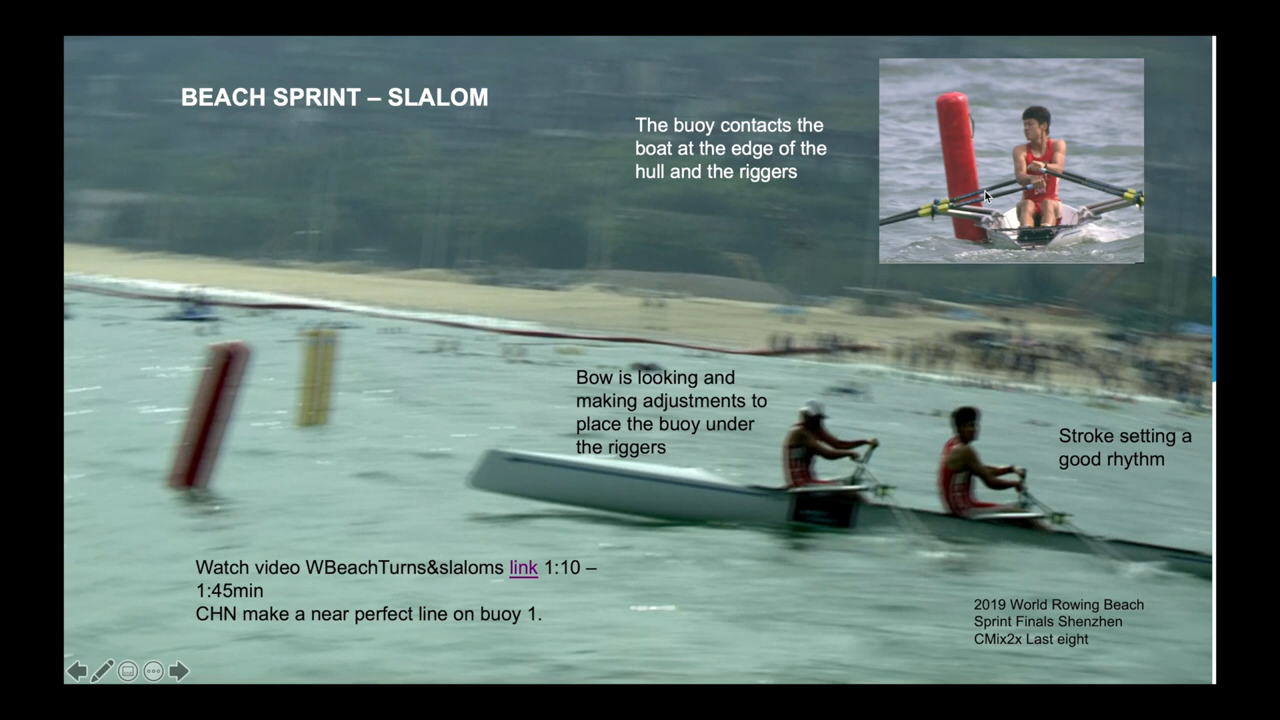 BEACH SPRINT – SLALOM
The buoy contacts the
boat at the edge of the
hull and the riggers
Bow is looking and
making adjustments to
place the buoy under
the riggers
Stroke setting a
good rhythm
Watch video WBeachTurns&slaloms link 1:10 –
1:45min
CHN make a near perfect line on buoy 1.
2019 World Rowing Beach
Sprint Finals Shenzhen
CMix2x Last eight